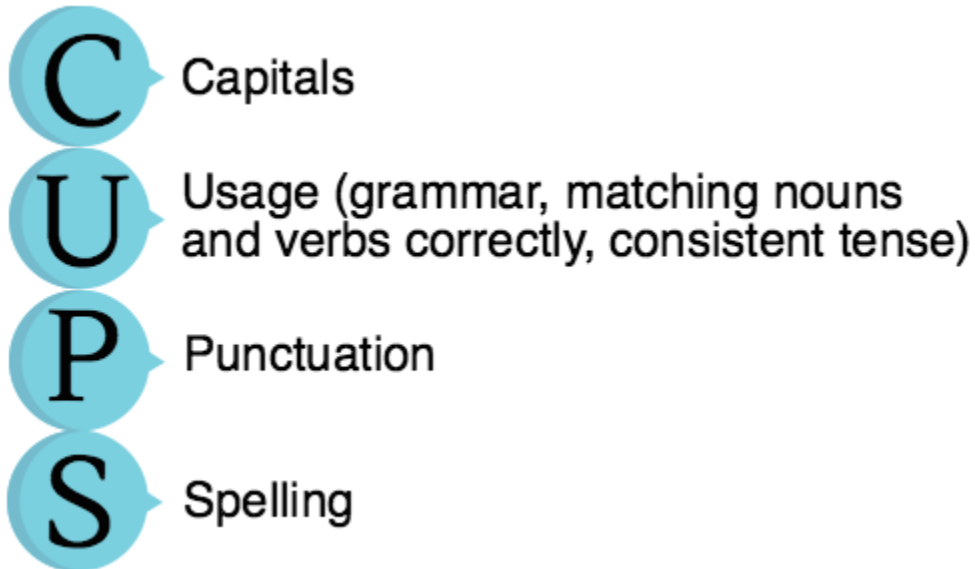 C Capitals
U Usage (grammar, matching nouns
and verbs correctly, consistent tense)
P Punctuation
S Spelling